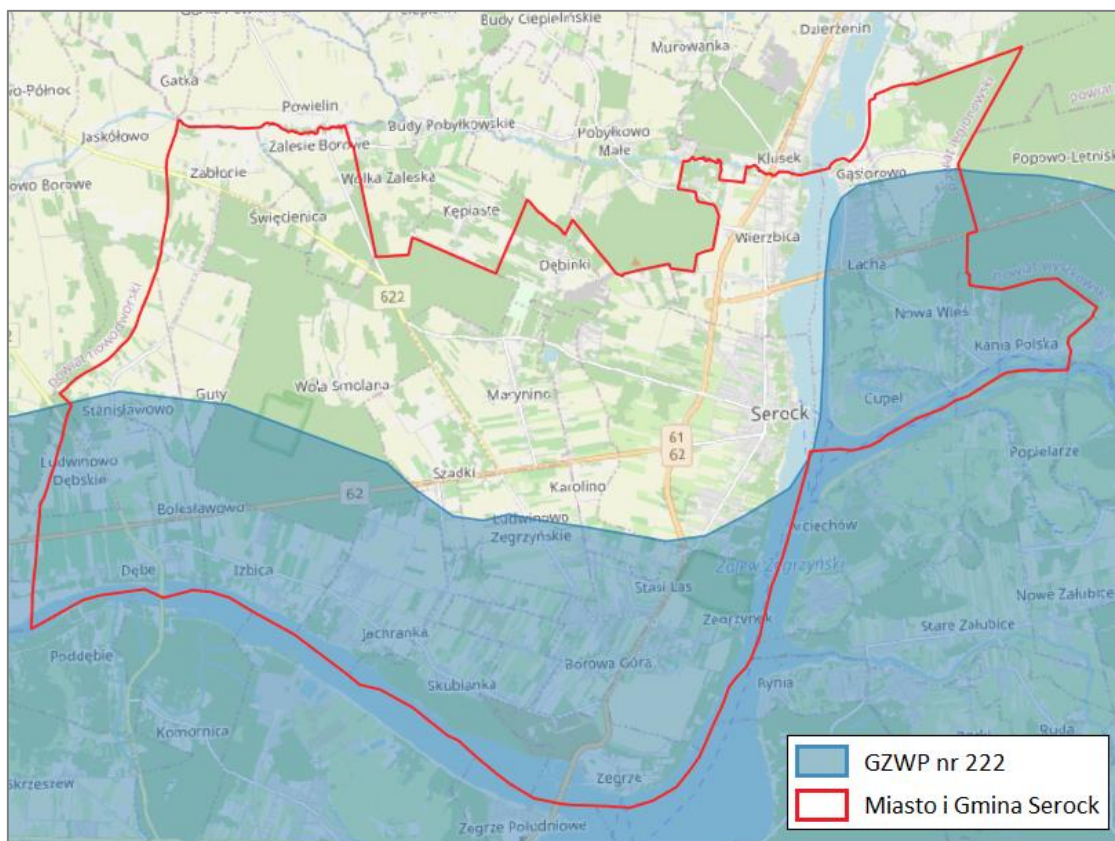 Dzierżenin
Budy Ciepielińskie
Murowanka
Gatka
wo-Północ
Powielin
Jaskółowo
Budy Pobyłkowskie
Pobyłkowo
Małe
Zalesie Borowe
Klusek
Popowo-Letnisk
Zabłocie
Wólka Zaleska
Gąsiorowo
owo Borowe
Święcienica
Kępiaste
Wierzbica
Dębinki
Łacha
622
Nowa Wieś
powiat nowodworski
Kania Polska
Guty
Wola Smolana
Marynino
Cupel
Stanisławowo
Serock
61
62
Ludwinowo
Dębskie
Szadki
Popielarze
62
Karolino
Bolesławowo
Ludwinowo
Zegrzyńskie
Arciechów
Zalew Zegrzyński
Dębe
Izbica
Stasi Las
Nowe Załubice
Zegrzynek
Stare Załubice
Jachranka
Poddębie
Borowa Góra
Skubianka
Rynia
Komornica
Ruda
Zegrze
Skrzeszew
Zegrze Południowe
GZWP nr 222
Miasto i Gmina Serock